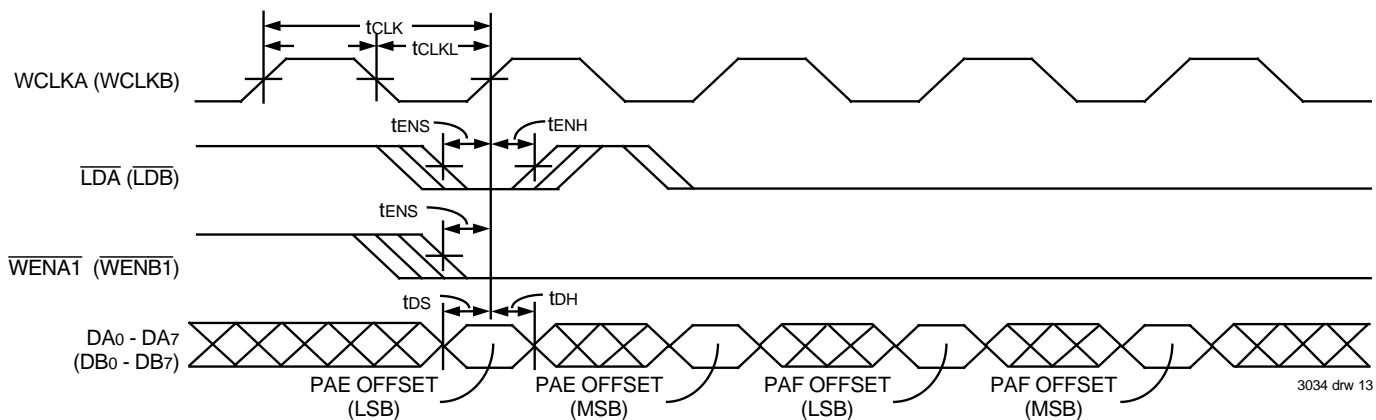 tCLK
tCLKL
WCLKA (WCLKB)
tENS
tENH
LDA (LDB)
tENS
WENA1 (WENB1)
tDS
tDH
DA0 - DA7
(DB0 - DB7)
PAE OFFSET
(LSB)
PAE OFFSET
(MSB)
PAF OFFSET
(LSB)
PAF OFFSET
(MSB)
3034 drw 13